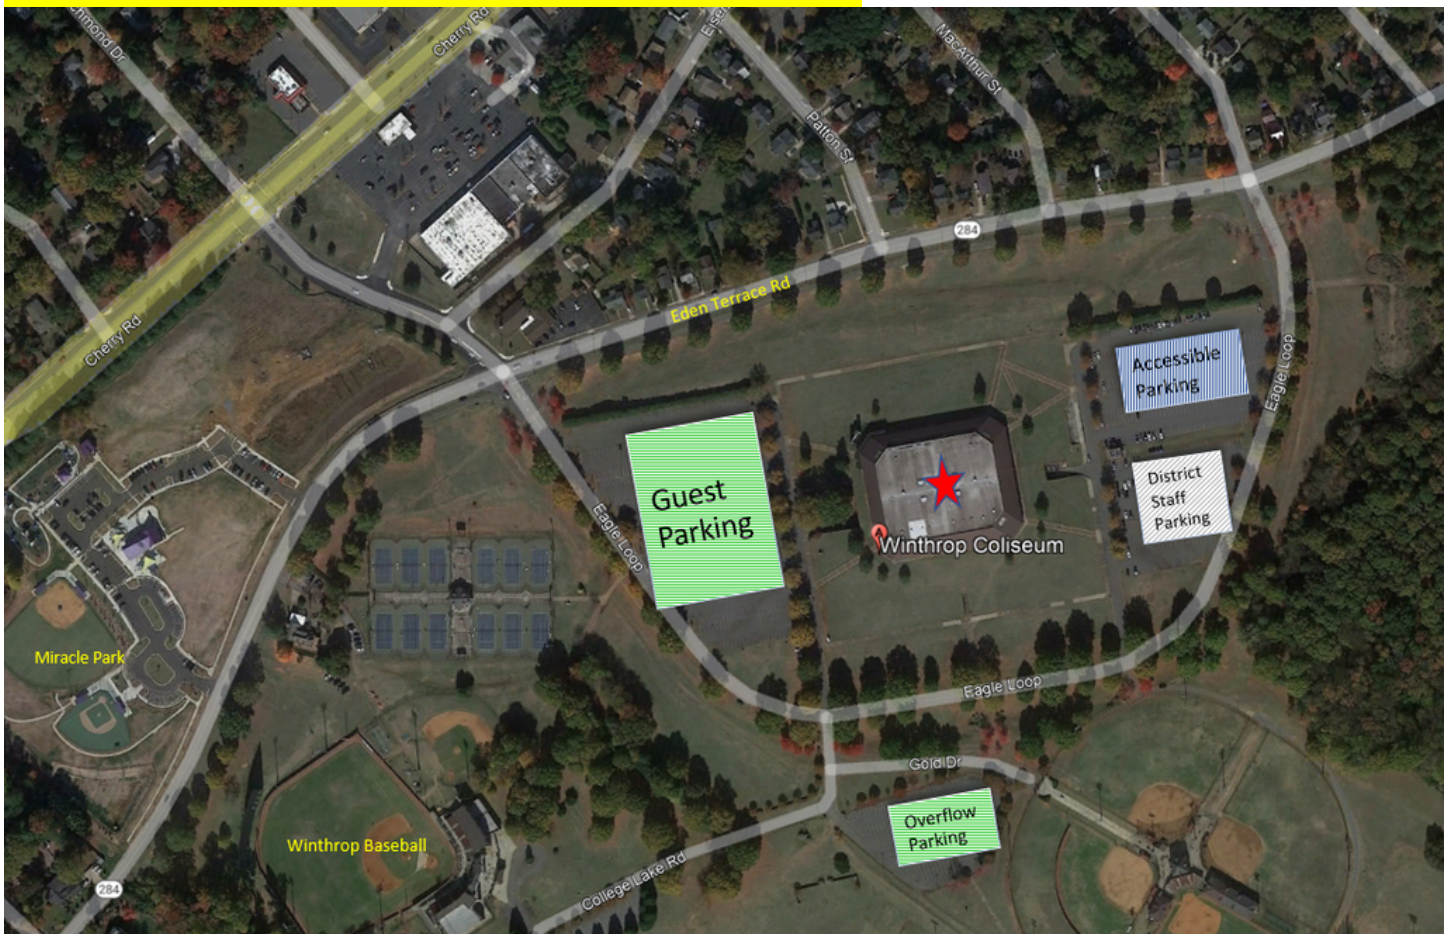 Cherry Rd
MacArthur St
Patton St
284
Eden Terrace Rd
Cherry Rd
Accessible
Parking
Eagle Loop
Guest
Parking
District
Staff
Parking
Eagle Loop
Winthrop Coliseum
Miracle Park
Eagle Loop
Gold Dr
Overflow
Parking
Winthrop Baseball
College Lake Rd
284